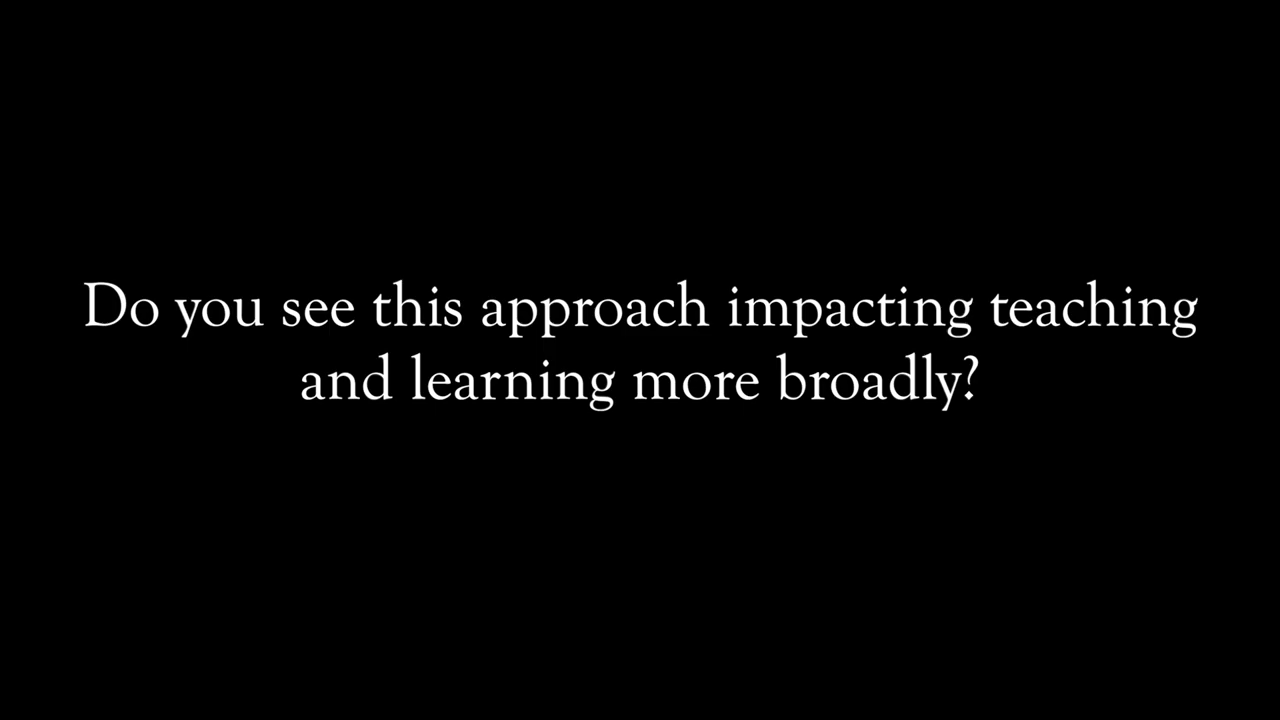 Do you see this approach impacting teaching
and learning more broadly?